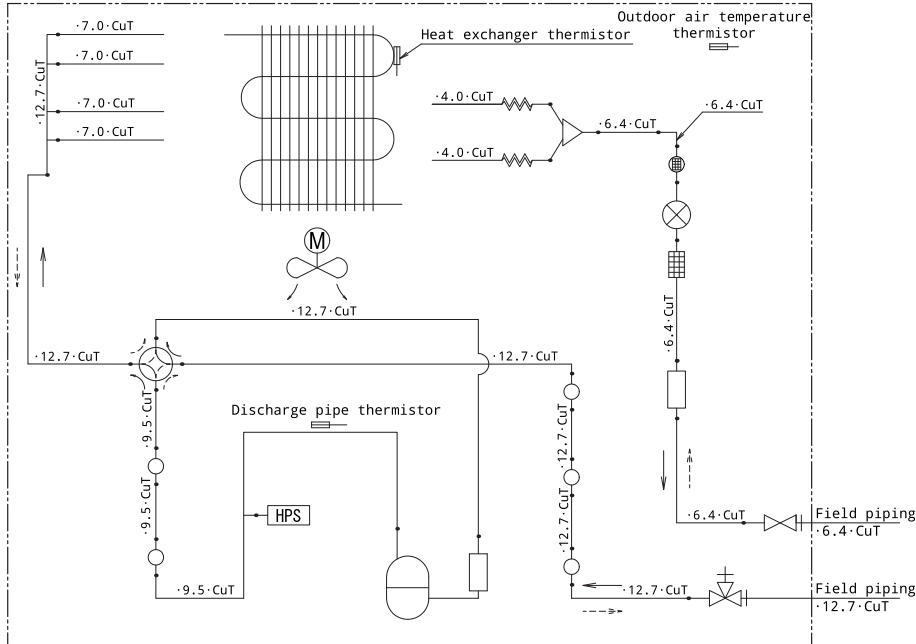 ·7.0·CuT
·7.0·CuT
·7.0·CuT
·7.0·CuT
·12.7·CuT
Heat exchanger thermistor
Outdoor air temperature
thermistor
·4.0·CuT
·4.0·CuT
·6.4·CuT
·6.4·CuT
M
·12.7·CuT
·12.7·CuT
·12.7·CuT
·6.4·CuT
Discharge pipe thermistor
·9.5·CuT
·9.5·CuT
·12.7·CuT
·12.7·CuT
HPS
·9.5·CuT
·6.4·CuT
Field piping
·6.4·CuT
·12.7·CuT
Field piping
·12.7·CuT